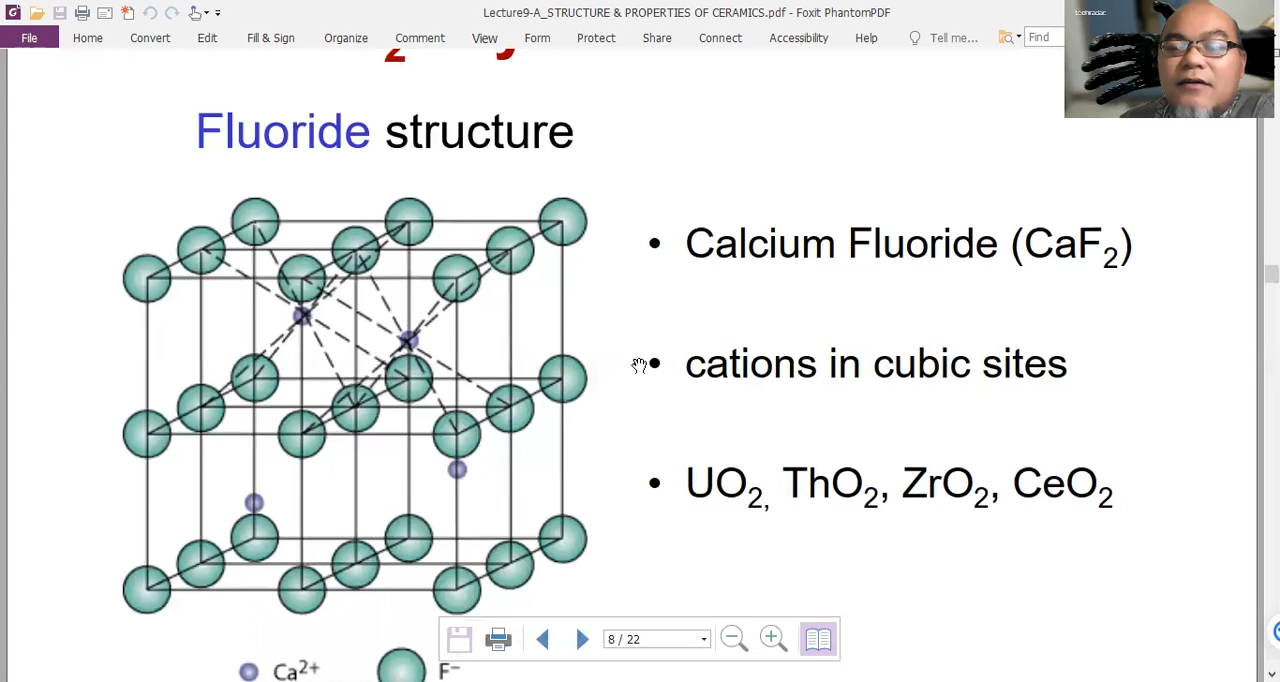 Lecture9-A_STRUCTURE & PROPERTIES OF CERAMICS.pdf - Foxit PhantomPDF
techradar.
File Home Convert Edit Fill & Sign Organize Comment View Form Protect Share Connect Accessibility Help Tell me... Find
Fluoride structure
• Calcium Fluoride (CaF2)
• cations in cubic sites
• UO2, ThO2, ZrO2, CeO2
8 / 22
Ca2+ F−